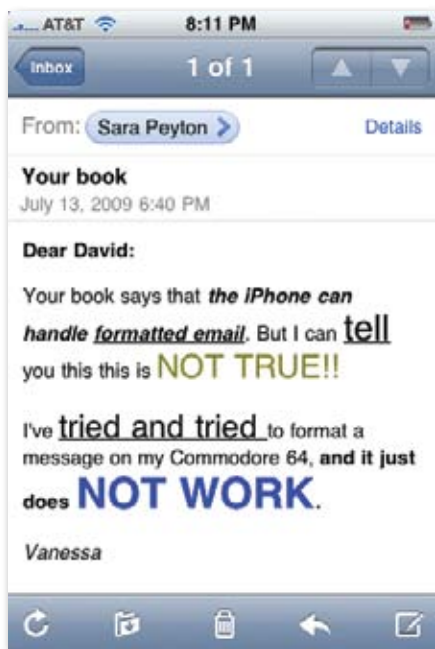 AT&T 8:11 PM
Inbox 1 of 1
From: Sara Peyton Details
Your book
July 13, 2009 6:40 PM
Dear David:
Your book says that the iPhone can
handle formatted email. But I can tell
you this this is NOT TRUE!!
I've tried and tried to format a
message on my Commodore 64, and it just
does NOT WORK.
Vanessa